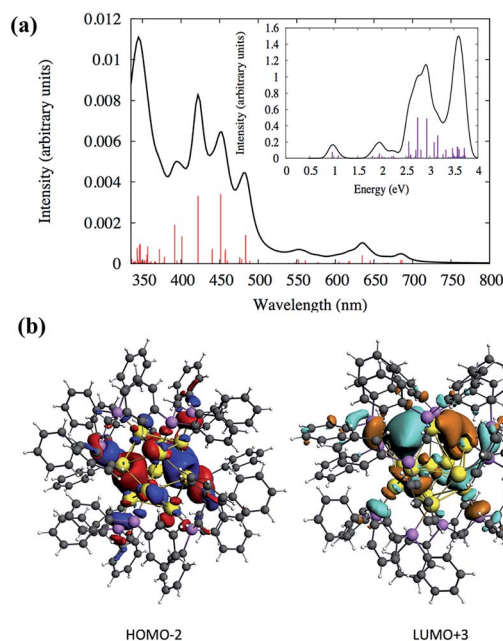 (a)
Intensity (arbitrary units)
0.012
0.01
0.008
0.006
0.004
0.002
0
350 400 450 500 550 600 650 700 750 800
Wavelength (nm)
Intensity (arbitrary units)
1.6
1.4
1.2
1
0.8
0.6
0.4
0.2
0
0 0.5 1 1.5 2 2.5 3 3.5 4
Energy (eV)
(b)
HOMO-2
LUMO+3